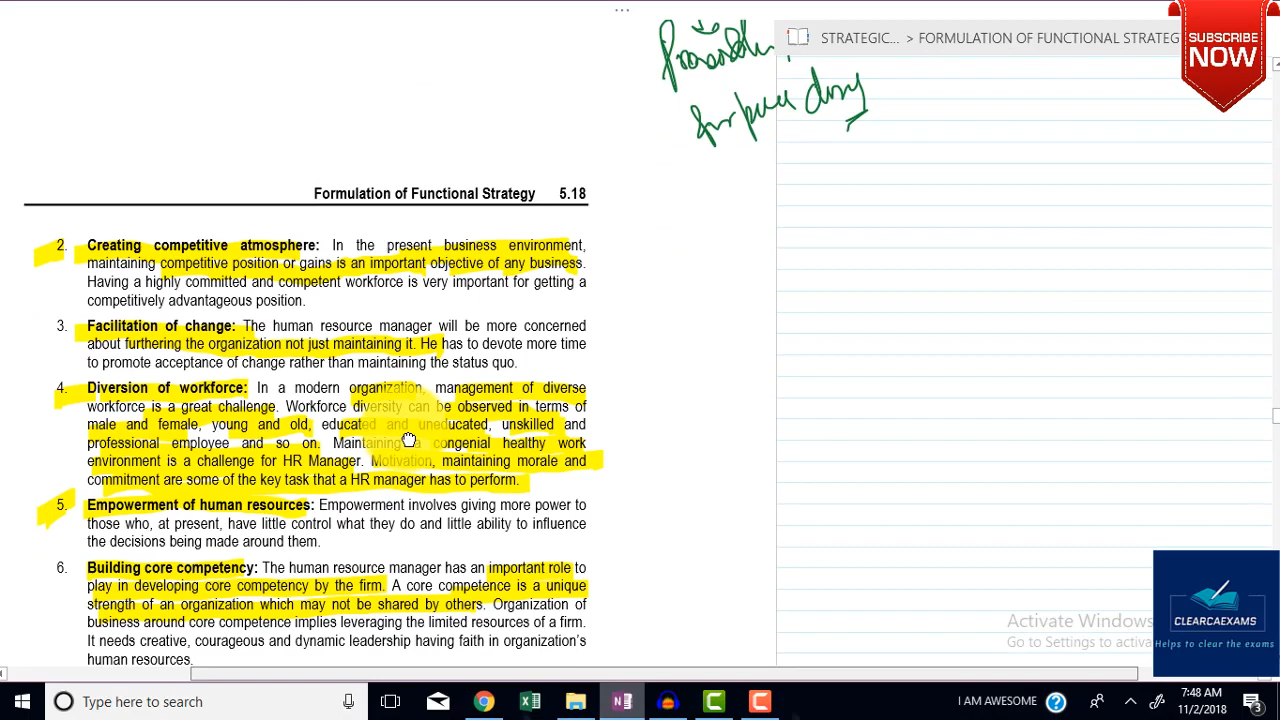 ...
STRATEGIC... > FORMULATION OF FUNCTIONAL STRATEG
SUBSCRIBE
NOW
Formulation of Functional Strategy 5.18
2. Creating competitive atmosphere: In the present business environment,
maintaining competitive position or gains is an important objective of any business.
Having a highly committed and competent workforce is very important for getting a
competitively advantageous position.
3. Facilitation of change: The human resource manager will be more concerned
about furthering the organization not just maintaining it. He has to devote more time
to promote acceptance of change rather than maintaining the status quo.
4. Diversion of workforce: In a modern organization, management of diverse
workforce is a great challenge. Workforce diversity can be observed in terms of
male and female, young and old, educated and uneducated, unskilled and
professional employee and so on. Maintaining a congenial healthy work
environment is a challenge for HR Manager. Motivation, maintaining morale and
commitment are some of the key task that a HR manager has to perform.
5. Empowerment of human resources: Empowerment involves giving more power to
those who, at present, have little control what they do and little ability to influence
the decisions being made around them.
6. Building core competency: The human resource manager has an important role to
play in developing core competency by the firm. A core competence is a unique
strength of an organization which may not be shared by others. Organization of
business around core competence implies leveraging the limited resources of a firm.
It needs creative, courageous and dynamic leadership having faith in organization's
human resources.
Activate Windows
Go to Settings to activa
CLEARCAEXAMS
Helps to clear the exams
Type here to search
I AM AWESOME
7:48 AM
11/2/2018
3